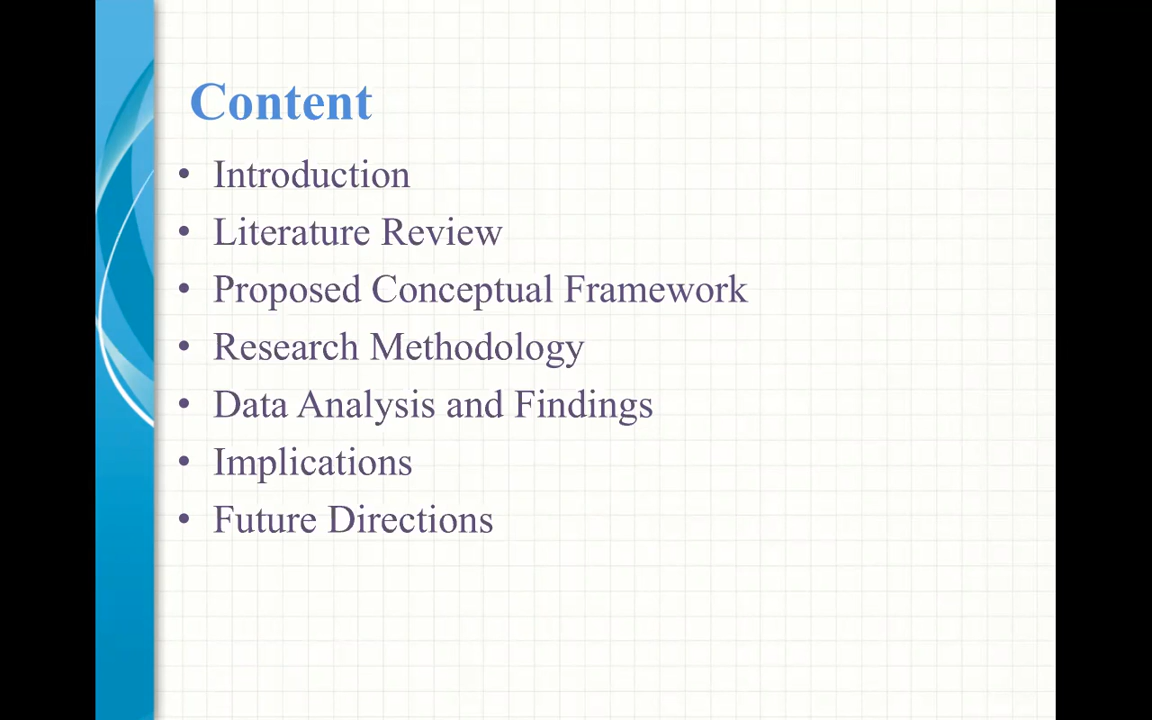 Content
• Introduction
• Literature Review
• Proposed Conceptual Framework
• Research Methodology
• Data Analysis and Findings
• Implications
• Future Directions